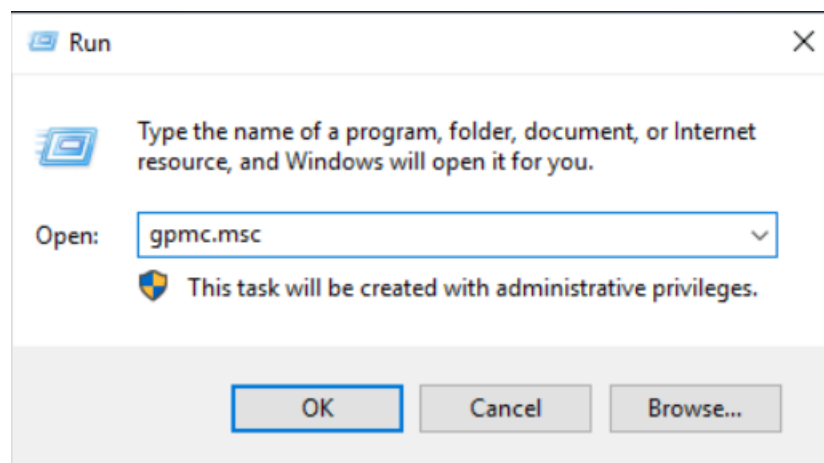 Run
Type the name of a program, folder, document, or Internet
resource, and Windows will open it for you.
Open: gpmc.msc
This task will be created with administrative privileges.
OK Cancel Browse...